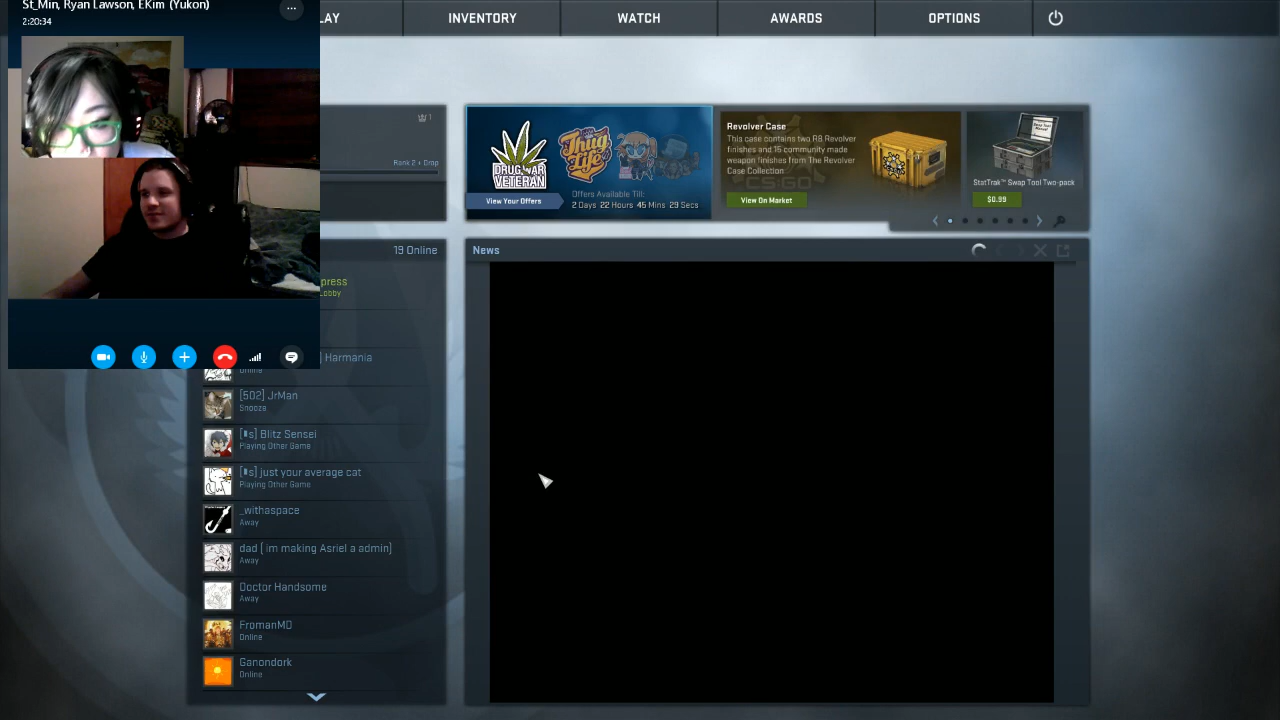 St_Min, Ryan Lawson, EKim (Yukon)
2:20:34
LAY
INVENTORY
WATCH
AWARDS
OPTIONS
1
Rank 2 + Drop
DRUG WAR
VETERAN
Thug
Life
Offers Available Till:
2 Days 22 Hours 45 Mins 29 Secs
View Your Offers
Revolver Case
This case contains two R8 Revolver
finishes and 15 community made
weapon finishes from The Revolver
Case Collection
CS:GO
View On Market
StatTrak™ Swap Tool Two-pack
$0.99
19 Online
News
press
Lobby
] Harmania
Online
[502] JrMan
Snooze
s] Blitz Sensei
Playing Other Game
s] just your average cat
Playing Other Game
_withaspace
Away
dad ( im making Asriel a admin)
Away
Doctor Handsome
Away
FromanMD
Online
Ganondork
Online